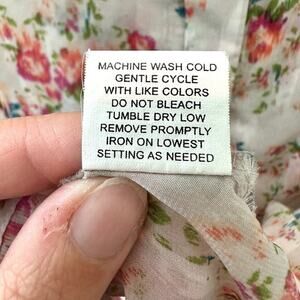 MACHINE WASH COLD
GENTLE CYCLE
WITH LIKE COLORS
DO NOT BLEACH
TUMBLE DRY LOW
REMOVE PROMPTLY
IRON ON LOWEST
SETTING AS NEEDED